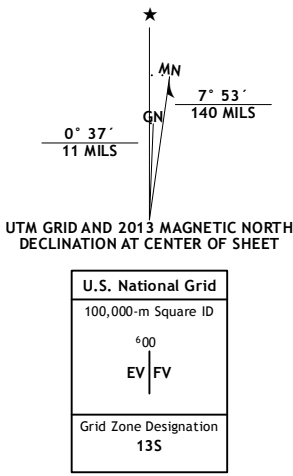 ★
MN
7° 53´
140 MILS
GN
0° 37´
11 MILS
UTM GRID AND 2013 MAGNETIC NORTH
DECLINATION AT CENTER OF SHEET
U.S. National Grid
100,000-m Square ID
⁶00
EV FV
Grid Zone Designation
13S